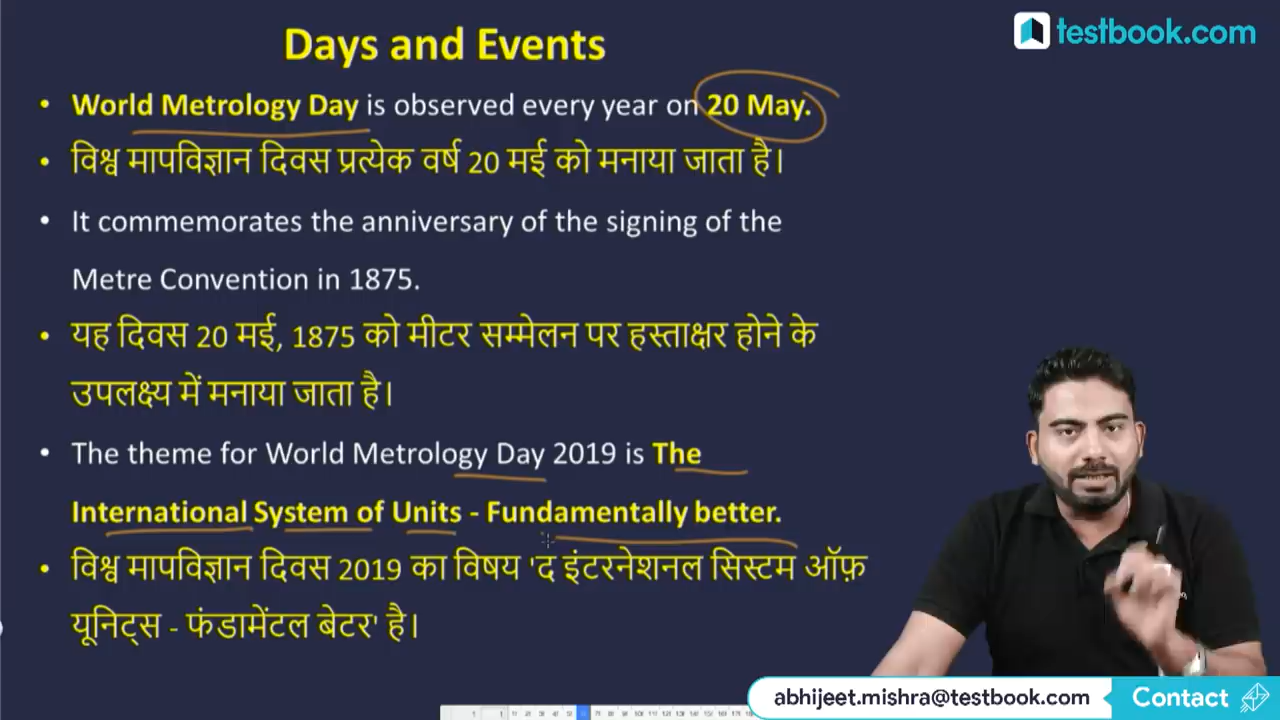 Days and Events
testbook.com
• World Metrology Day is observed every year on 20 May.
• विश्व मापविज्ञान दिवस प्रत्येक वर्ष 20 मई को मनाया जाता है।
• It commemorates the anniversary of the signing of the
Metre Convention in 1875.
• यह दिवस 20 मई, 1875 को मीटर सम्मेलन पर हस्ताक्षर होने के
उपलक्ष्य में मनाया जाता है।
• The theme for World Metrology Day 2019 is The
International System of Units - Fundamentally better.
• विश्व मापविज्ञान दिवस 2019 का विषय 'द इंटरनेशनल सिस्टम ऑफ़
यूनिट्स - फंडामेंटल बेटर' है।
abhijeet.mishra@testbook.com
Contact